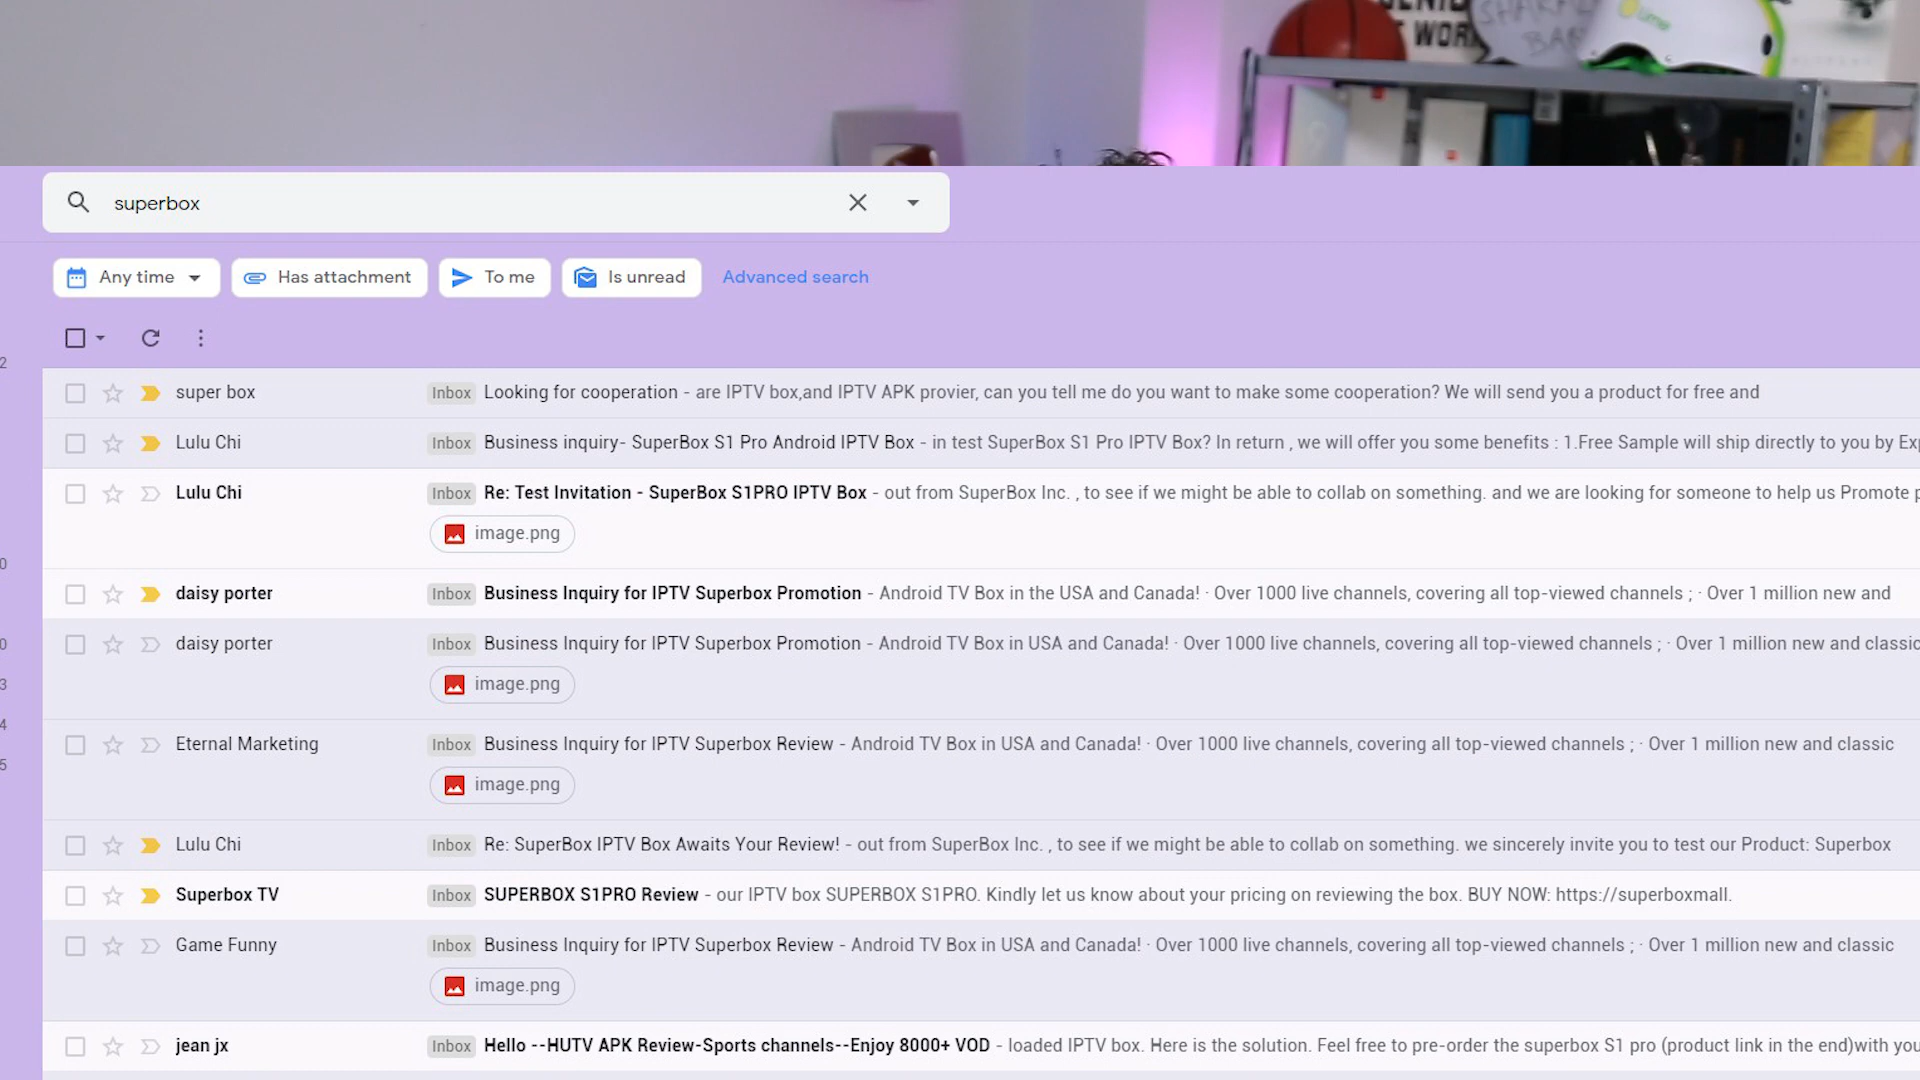 WORK
SHARK
BAIT
Lime
superbox
Any time
Has attachment
To me
Is unread
Advanced search
2
super box Inbox Looking for cooperation - are IPTV box,and IPTV APK provier, can you tell me do you want to make some cooperation? We will send you a product for free and
Lulu Chi Inbox Business inquiry- SuperBox S1 Pro Android IPTV Box - in test SuperBox S1 Pro IPTV Box? In return , we will offer you some benefits : 1.Free Sample will ship directly to you by Exp
Lulu Chi Inbox Re: Test Invitation - SuperBox S1PRO IPTV Box - out from SuperBox Inc. , to see if we might be able to collab on something. and we are looking for someone to help us Promote p
image.png
0
daisy porter Inbox Business Inquiry for IPTV Superbox Promotion - Android TV Box in the USA and Canada! · Over 1000 live channels, covering all top-viewed channels ; · Over 1 million new and
0
daisy porter Inbox Business Inquiry for IPTV Superbox Promotion - Android TV Box in USA and Canada! · Over 1000 live channels, covering all top-viewed channels ; · Over 1 million new and classic
3
image.png
4
Eternal Marketing Inbox Business Inquiry for IPTV Superbox Review - Android TV Box in USA and Canada! · Over 1000 live channels, covering all top-viewed channels ; · Over 1 million new and classic
5
image.png
Lulu Chi Inbox Re: SuperBox IPTV Box Awaits Your Review! - out from SuperBox Inc. , to see if we might be able to collab on something. we sincerely invite you to test our Product: Superbox
Superbox TV Inbox SUPERBOX S1PRO Review - our IPTV box SUPERBOX S1PRO. Kindly let us know about your pricing on reviewing the box. BUY NOW: https://superboxmall.
Game Funny Inbox Business Inquiry for IPTV Superbox Review - Android TV Box in USA and Canada! · Over 1000 live channels, covering all top-viewed channels ; · Over 1 million new and classic
image.png
jean jx Inbox Hello --HUTV APK Review-Sports channels--Enjoy 8000+ VOD - loaded IPTV box. Here is the solution. Feel free to pre-order the superbox S1 pro (product link in the end)with you